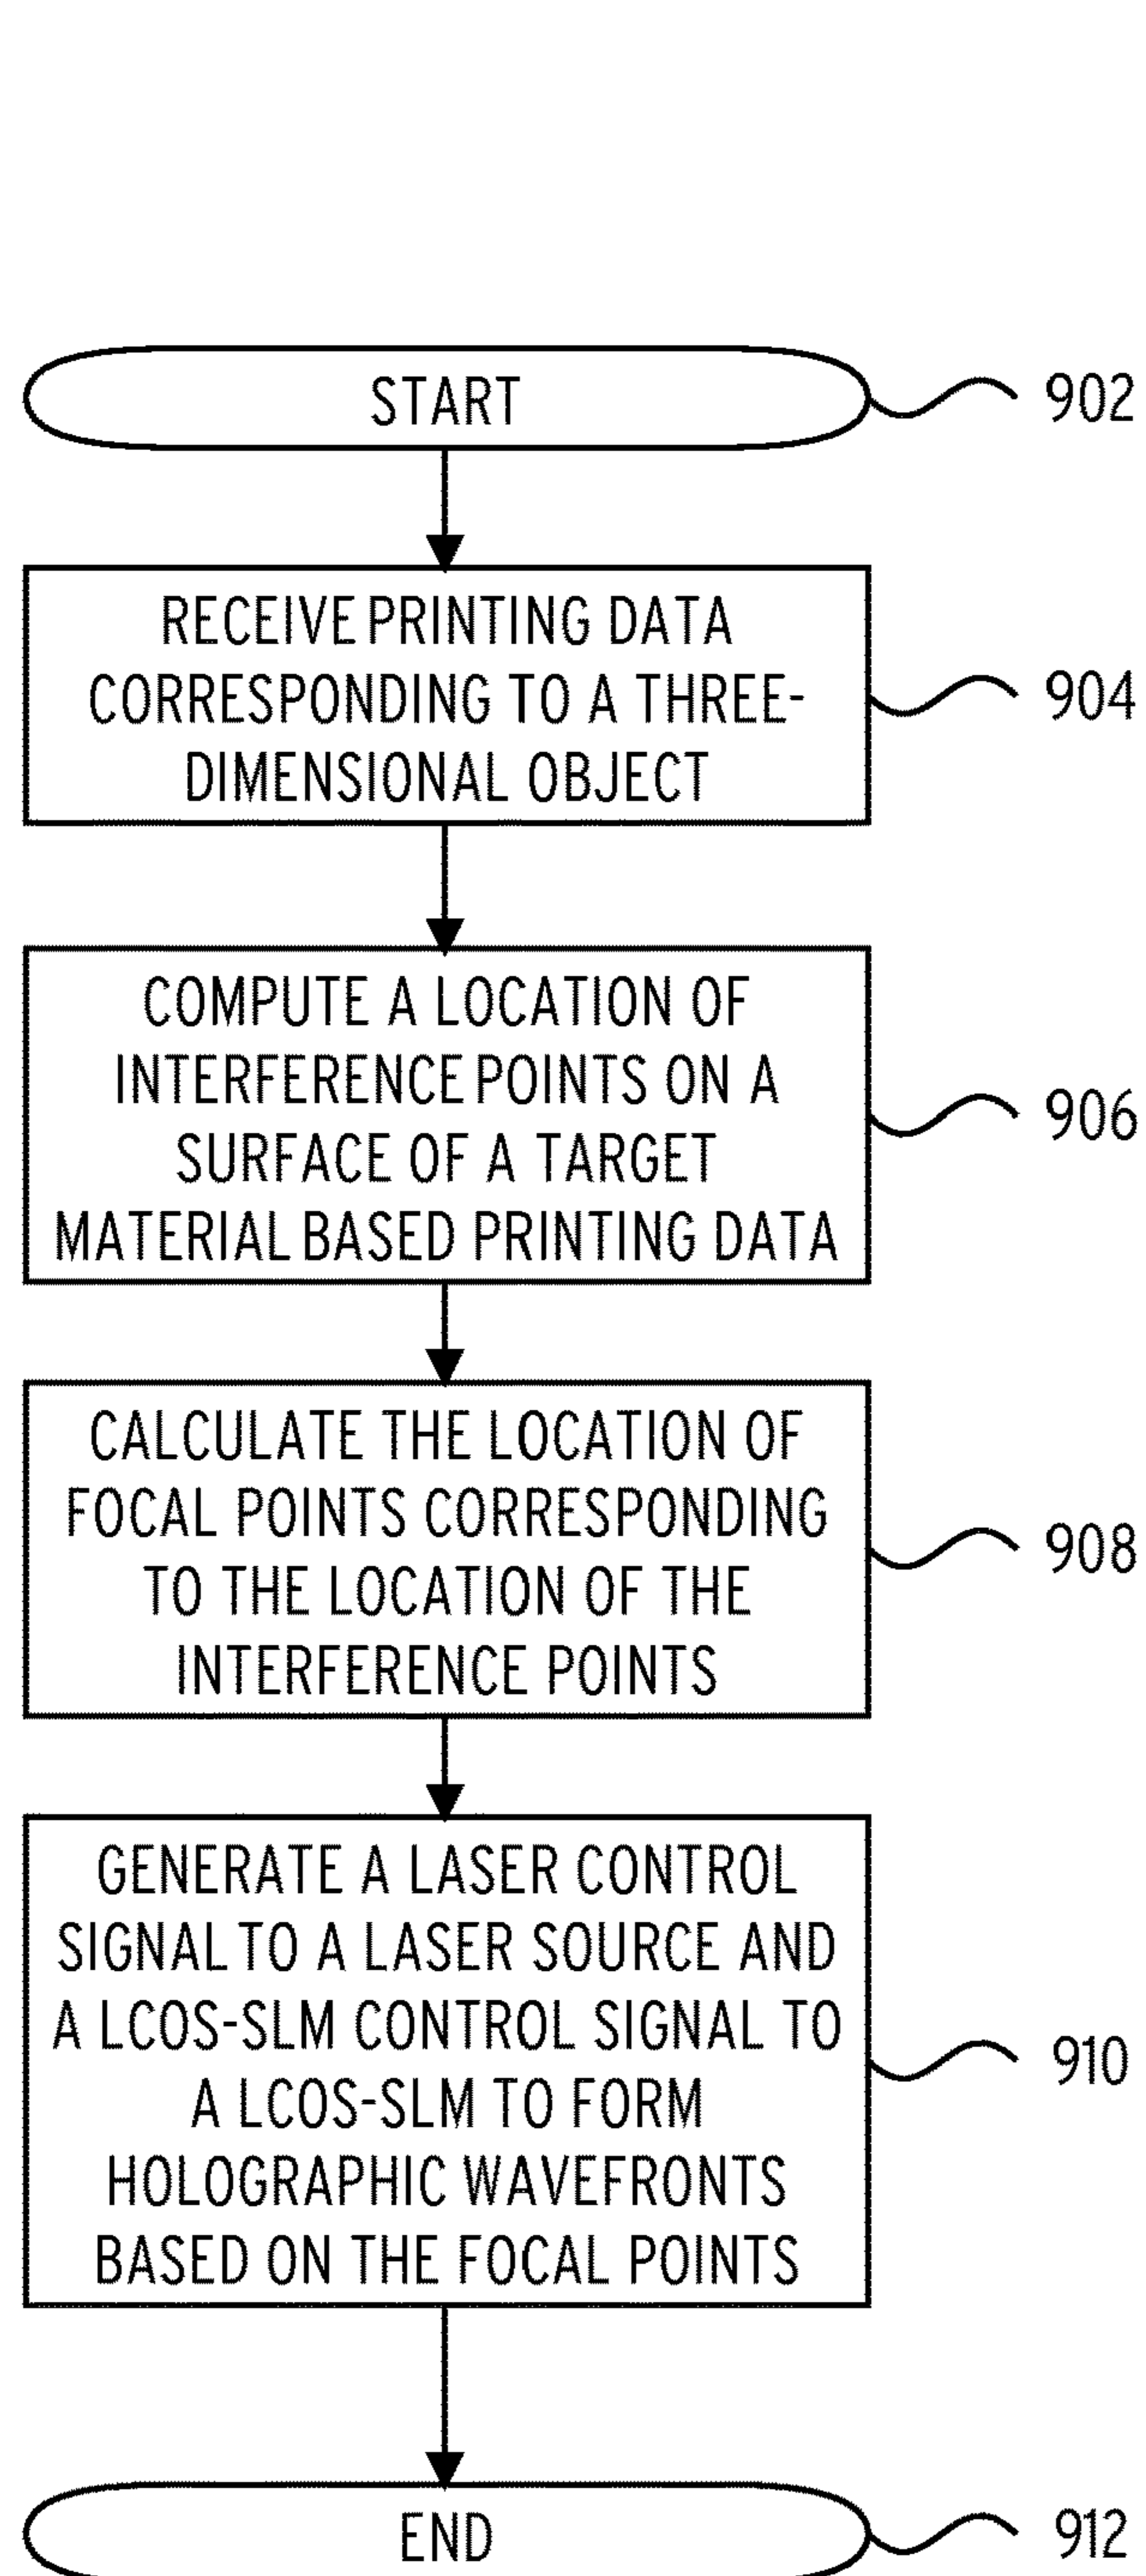 START
902
RECEIVE PRINTING DATA
CORRESPONDING TO A THREE-
DIMENSIONAL OBJECT
904
COMPUTE A LOCATION OF
INTERFERENCE POINTS ON A
SURFACE OF A TARGET
MATERIAL BASED PRINTING DATA
906
CALCULATE THE LOCATION OF
FOCAL POINTS CORRESPONDING
TO THE LOCATION OF THE
INTERFERENCE POINTS
908
GENERATE A LASER CONTROL
SIGNAL TO A LASER SOURCE AND
A LCOS-SLM CONTROL SIGNAL TO
A LCOS-SLM TO FORM
HOLOGRAPHIC WAVEFRONTS
BASED ON THE FOCAL POINTS
910
END
912